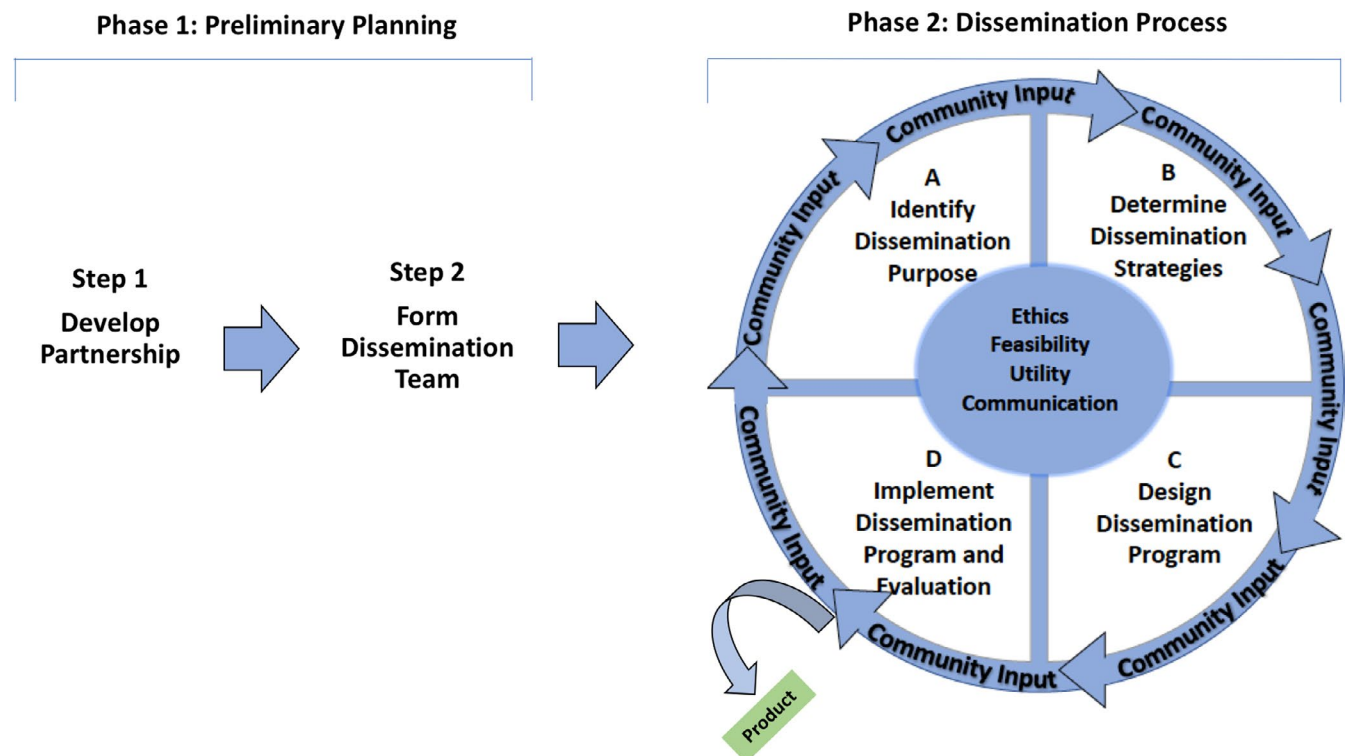 Phase 1: Preliminary Planning
Phase 2: Dissemination Process
Step 1
Develop
Partnership
Step 2
Form
Dissemination
Team
Community Input
Community Input
Community Input
Community Input
Community Input
Community Input
Community Input
Community Input
A
Identify
Dissemination
Purpose
B
Determine
Dissemination
Strategies
Ethics
Feasibility
Utility
Communication
D
Implement
Dissemination
Program and
Evaluation
C
Design
Dissemination
Program
Product